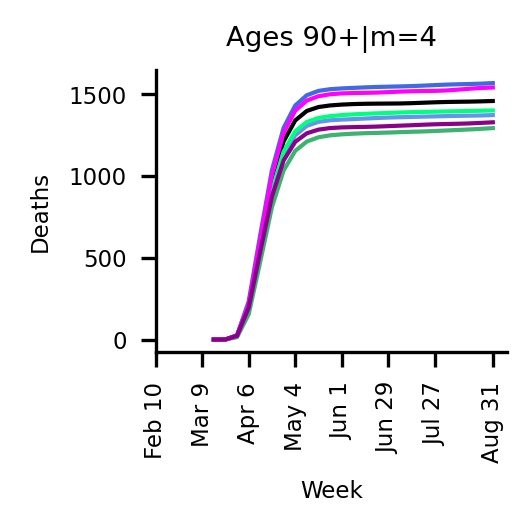 Ages 90+|m=4
Deaths
1500
1000
500
0
Feb 10
Mar 9
Apr 6
May 4
Jun 1
Jun 29
Jul 27
Aug 31
Week